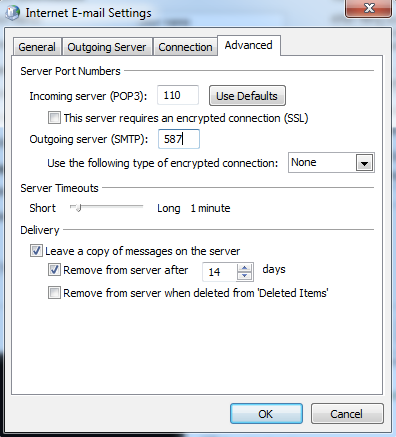 Internet E-mail Settings
General
Outgoing Server
Connection
Advanced
Server Port Numbers
Incoming server (POP3): 110 Use Defaults
This server requires an encrypted connection (SSL)
Outgoing server (SMTP): 587
Use the following type of encrypted connection: None
Server Timeouts
Short Long 1 minute
Delivery
Leave a copy of messages on the server
Remove from server after 14 days
Remove from server when deleted from 'Deleted Items'
OK Cancel